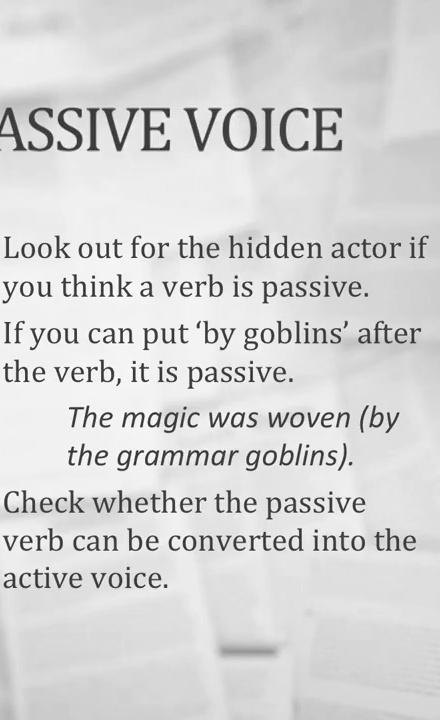 ASSIVE VOICE
Look out for the hidden actor if
you think a verb is passive.
If you can put ‘by goblins’ after
the verb, it is passive.
The magic was woven (by
the grammar goblins).
Check whether the passive
verb can be converted into the
active voice.